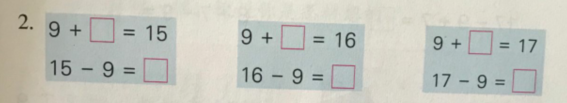 2. 9 + □ = 15 9 + □ = 16 9 + □ = 17
15 − 9 = □ 16 − 9 = □ 17 − 9 = □